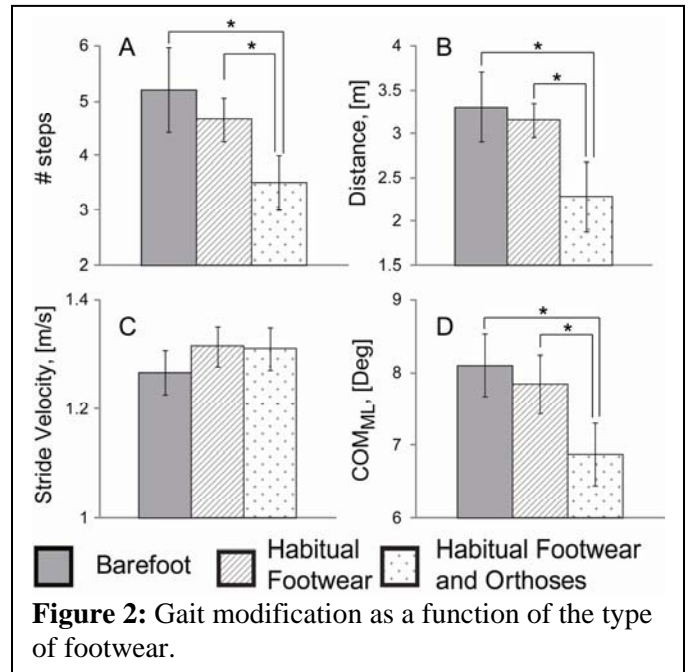 A
# steps
6
5
4
3
2
*
*
B
Distance, [m]
4
3.5
3
2.5
2
1.5
*
*
C
Stride Velocity, [m/s]
1.4
1.2
1
D
COM_ML, [Deg]
9
8
7
6
*
*
Barefoot
Habitual
Footwear
Habitual Footwear
and Orthoses
Figure 2: Gait modification as a function of the type
of footwear.